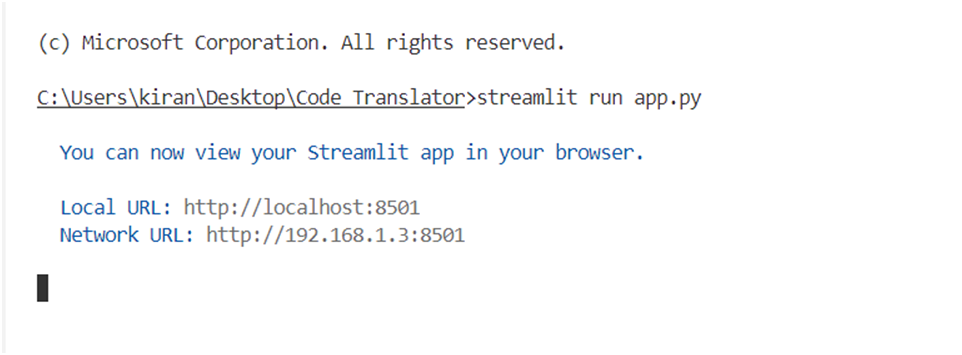 (c) Microsoft Corporation. All rights reserved.
C:\Users\kiran\Desktop\Code Translator>streamlit run app.py
You can now view your Streamlit app in your browser.
Local URL: http://localhost:8501
Network URL: http://192.168.1.3:8501